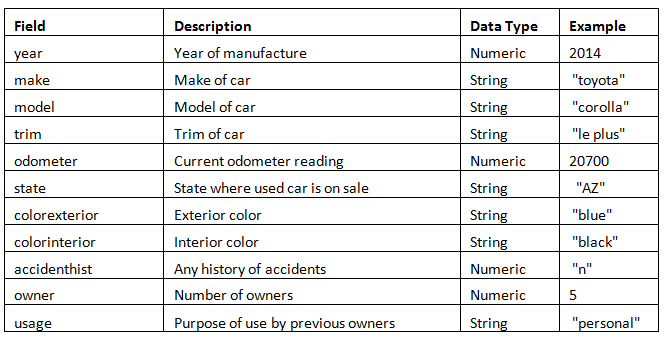 Field Description Data Type Example
year Year of manufacture Numeric 2014
make Make of car String "toyota"
model Model of car String "corolla"
trim Trim of car String "le plus"
odometer Current odometer reading Numeric 20700
state State where used car is on sale String "AZ"
colorexterior Exterior color String "blue"
colorinterior Interior color String "black"
accidenthist Any history of accidents Numeric "n"
owner Number of owners Numeric 5
usage Purpose of use by previous owners String "personal"